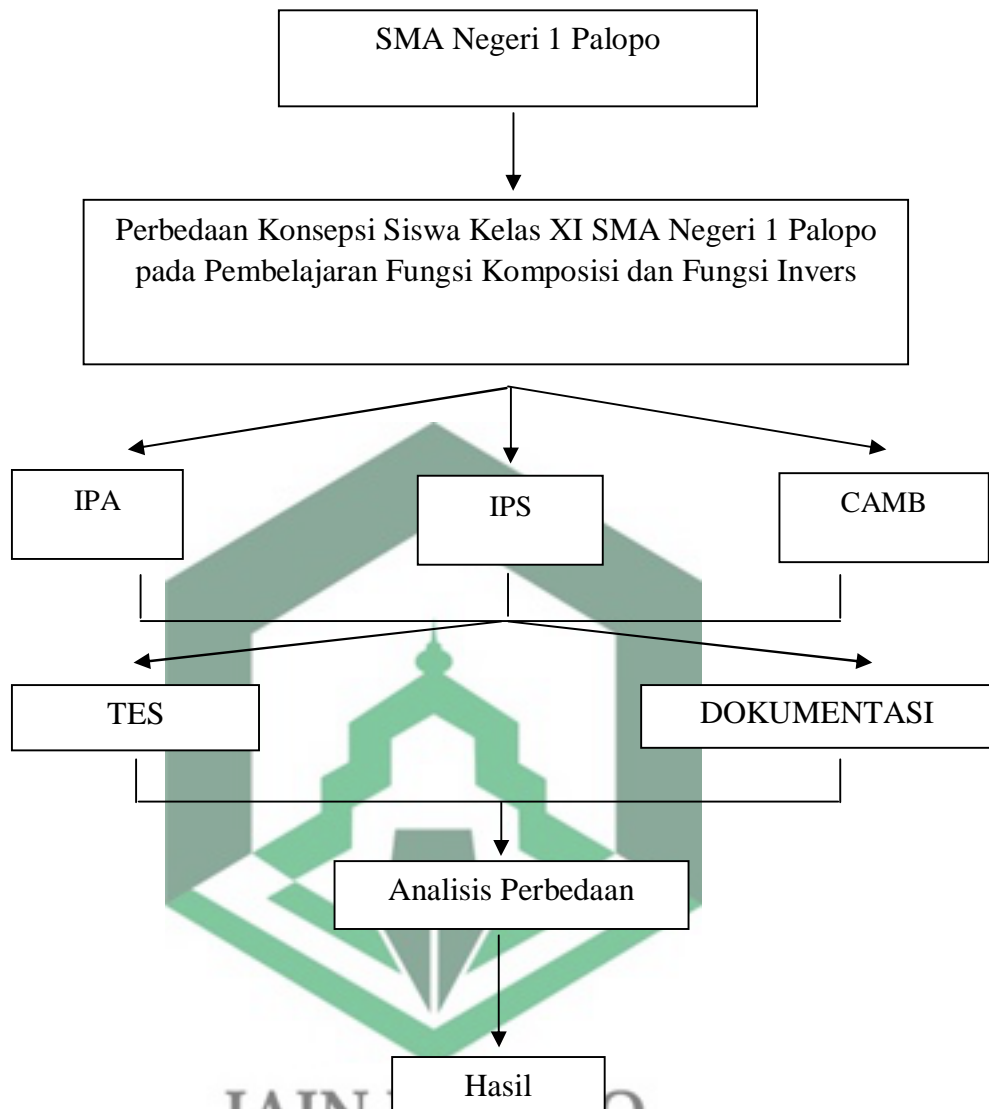 SMA Negeri 1 Palopo
Perbedaan Konsepsi Siswa Kelas XI SMA Negeri 1 Palopo
pada Pembelajaran Fungsi Komposisi dan Fungsi Invers
IPA
IPS
CAMB
TES
DOKUMENTASI
Analisis Perbedaan
Hasil
IAIN